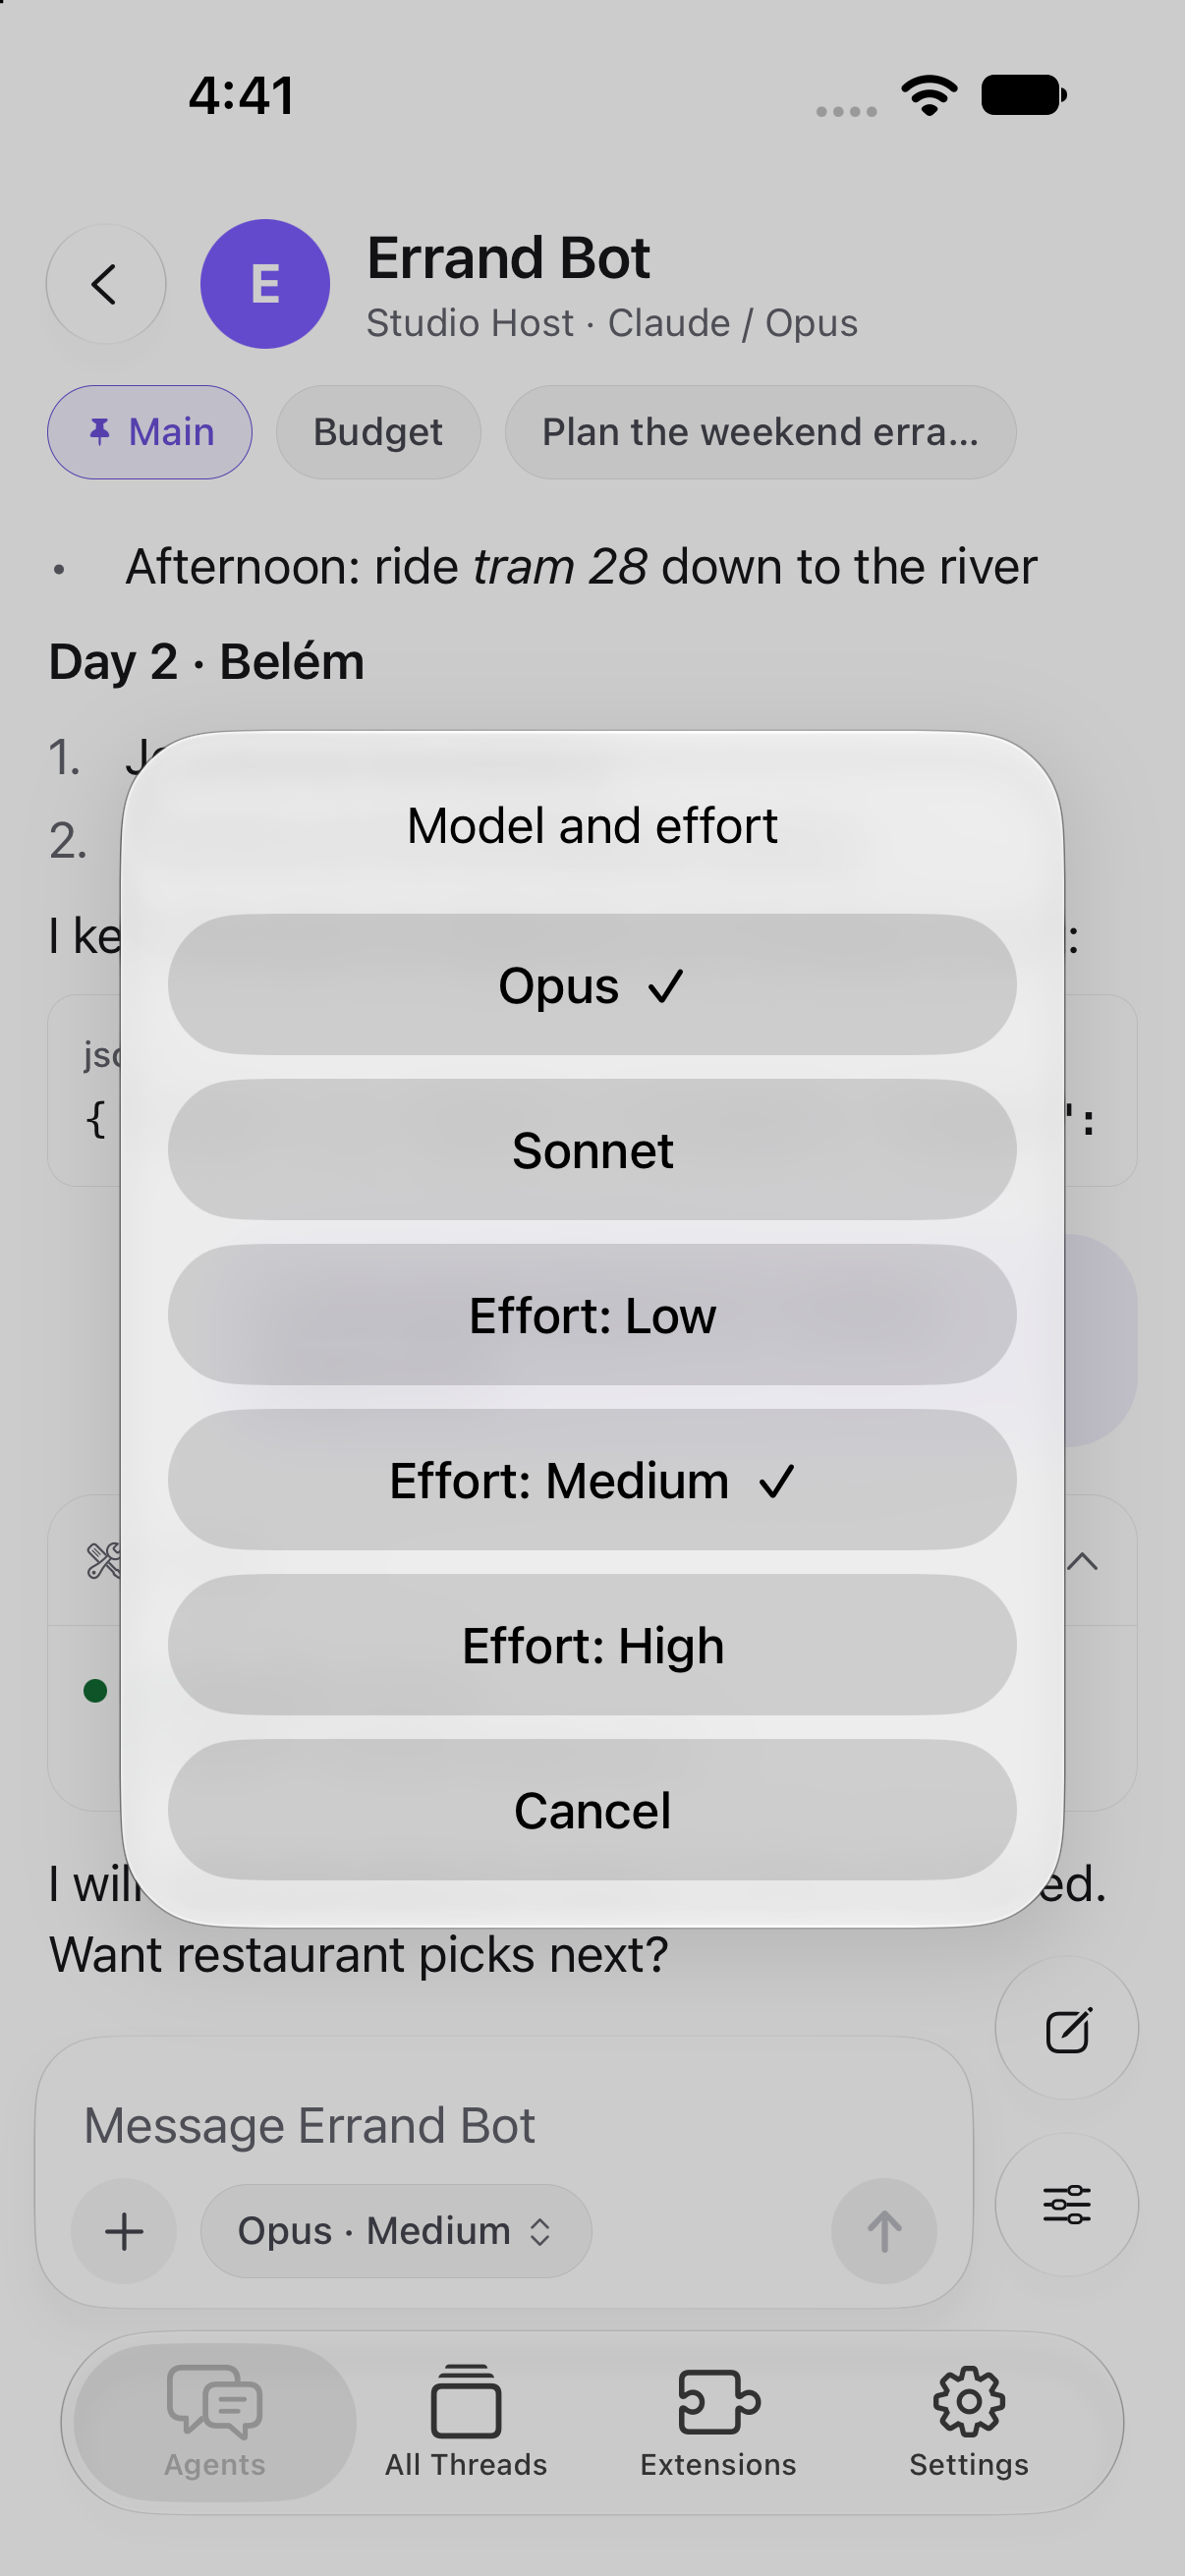 4:41
E
Errand Bot
Studio Host · Claude / Opus
Main
Budget
Plan the weekend erra...
• Afternoon: ride tram 28 down to the river
Day 2 · Belém
1.
2.
I
:
Model and effort
{
':
Opus ✓
Sonnet
Effort: Low
Effort: Medium ✓
Effort: High
Cancel
I will
Want restaurant picks next?
Message Errand Bot
Opus · Medium
Agents
All Threads
Extensions
Settings